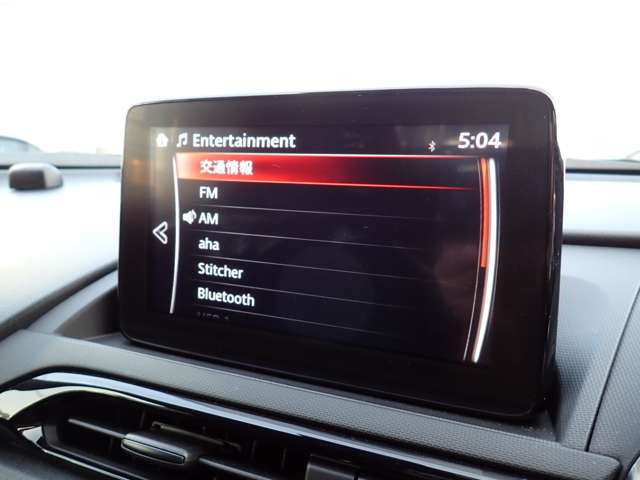 Entertainment 5:04
交通情報
FM
AM
aha
Stitcher
Bluetooth